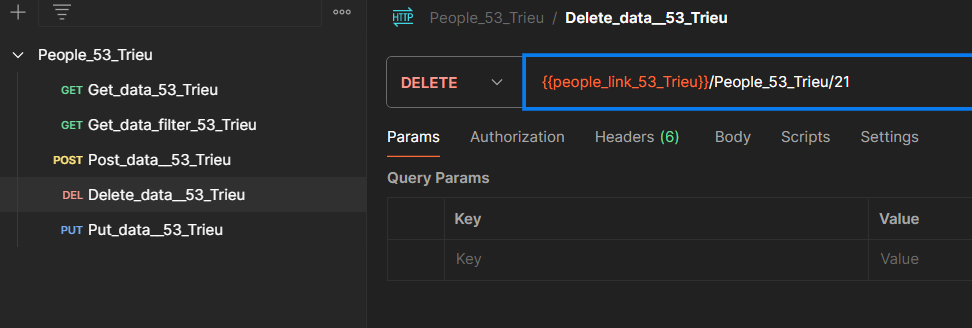 People_53_Trieu
GET Get_data_53_Trieu
GET Get_data_filter_53_Trieu
POST Post_data__53_Trieu
DEL Delete_data__53_Trieu
PUT Put_data__53_Trieu
HTTP People_53_Trieu / Delete_data__53_Trieu
DELETE {{people_link_53_Trieu}}/People_53_Trieu/21
Params Authorization Headers (6) Body Scripts Settings
Query Params
Key Value
Key Value